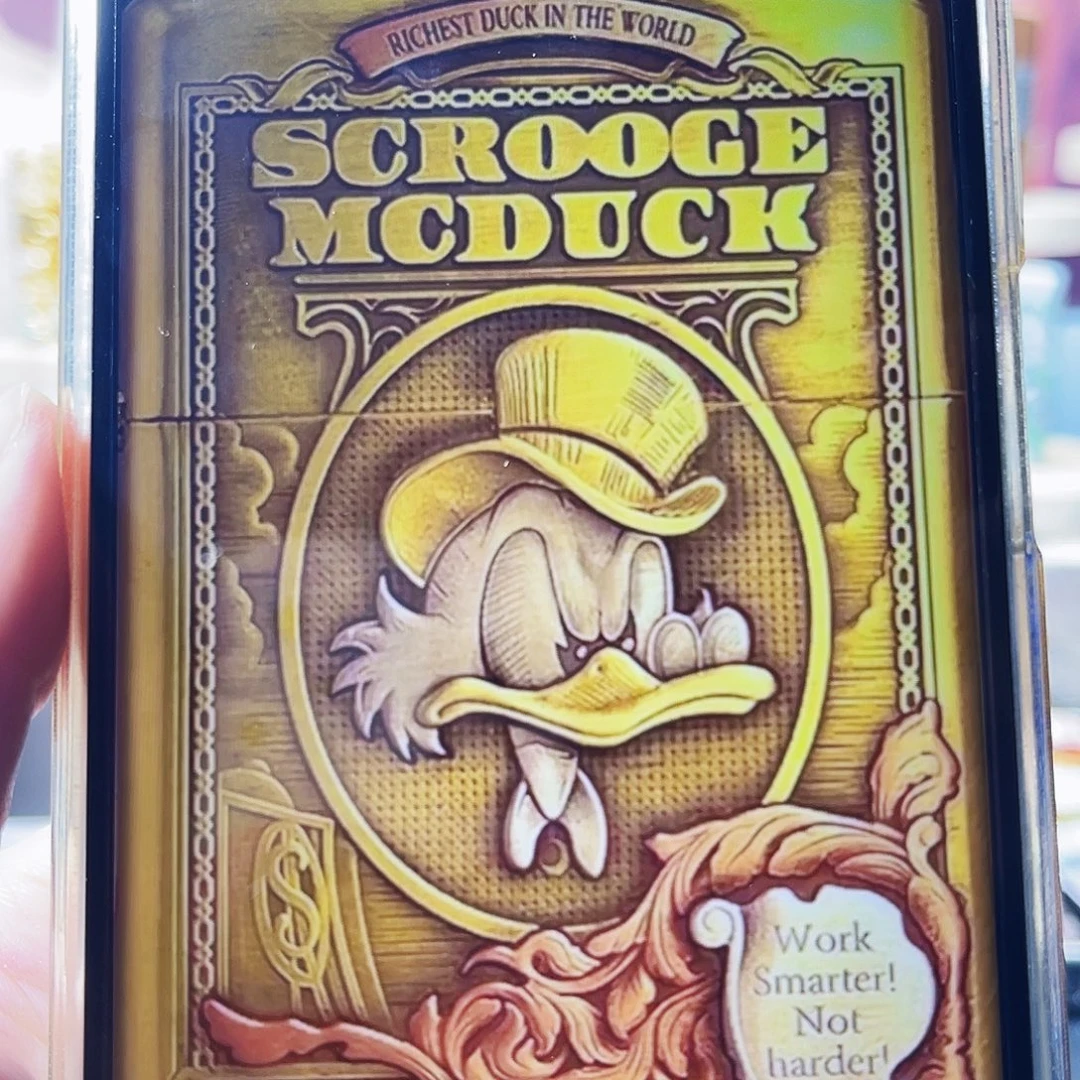 RICHEST DUCK IN THE WORLD
SCROOGE
MCDUCK
$
Work
Smarter!
Not
harder!